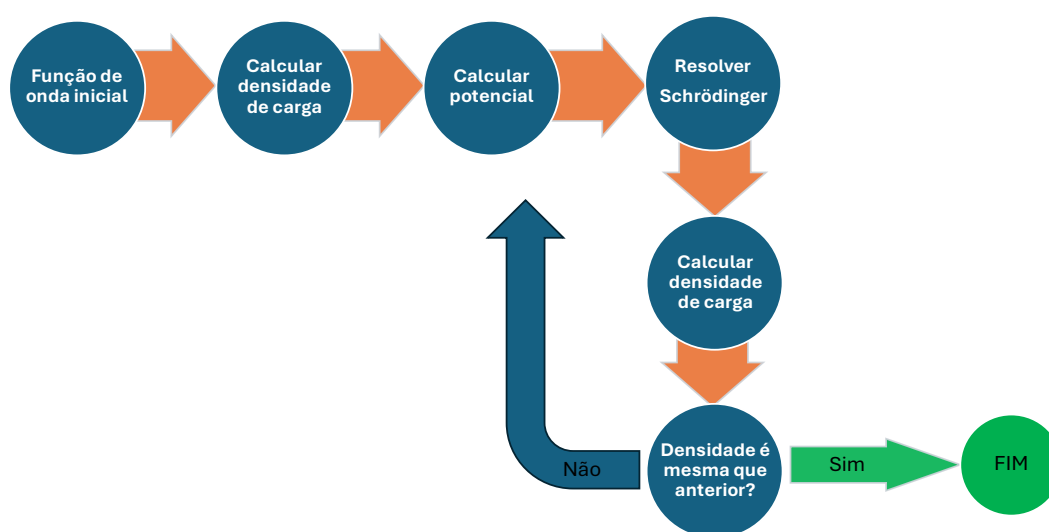 Função de
onda inicial
Calcular
densidade
de carga
Calcular
potencial
Resolver
Schrödinger
Calcular
densidade
de carga
Densidade é
mesma que
anterior?
Não
Sim
FIM